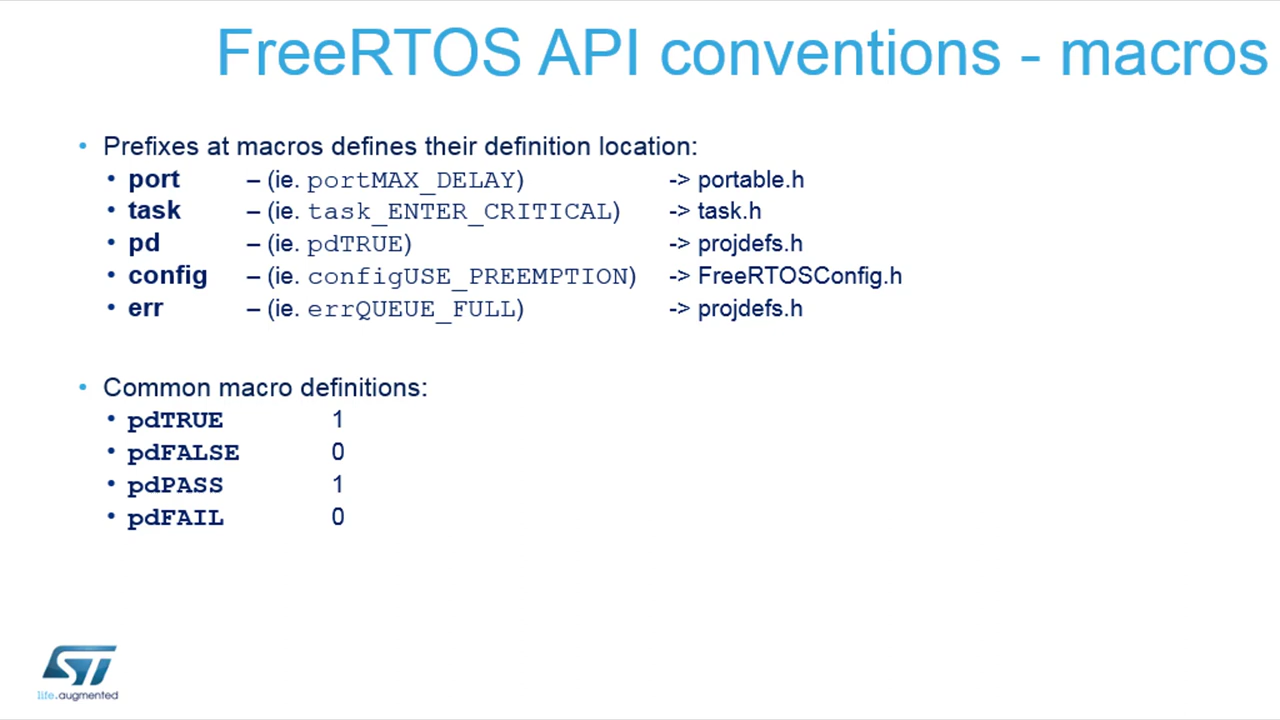 FreeRTOS API conventions - macros
• Prefixes at macros defines their definition location:
• port – (ie. portMAX_DELAY) -> portable.h
• task – (ie. task_ENTER_CRITICAL) -> task.h
• pd – (ie. pdTRUE) -> projdefs.h
• config – (ie. configUSE_PREEMPTION) -> FreeRTOSConfig.h
• err – (ie. errQUEUE_FULL) -> projdefs.h
• Common macro definitions:
• pdTRUE 1
• pdFALSE 0
• pdPASS 1
• pdFAIL 0
ST
life.augmented